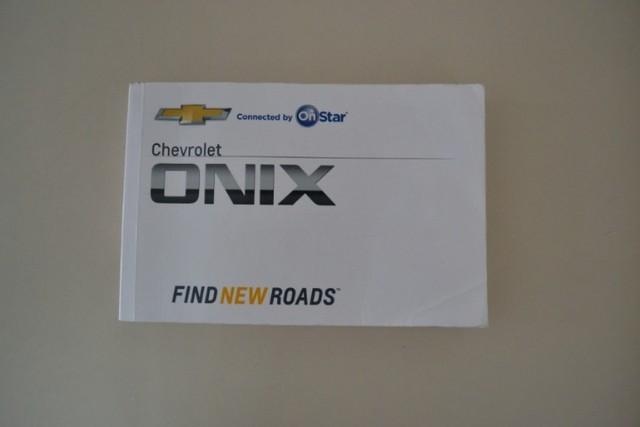 Connected by OnStar
Chevrolet
ONIX
FIND NEW ROADS™